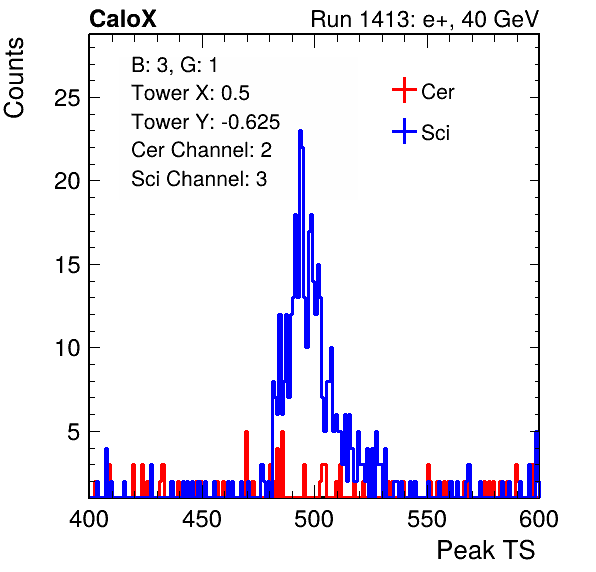 CaloX Run 1413: e+, 40 GeV
Counts
B: 3, G: 1
Tower X: 0.5
Tower Y: -0.625
Cer Channel: 2
Sci Channel: 3
Cer
Sci
25
20
15
10
5
400 450 500 550 600
Peak TS